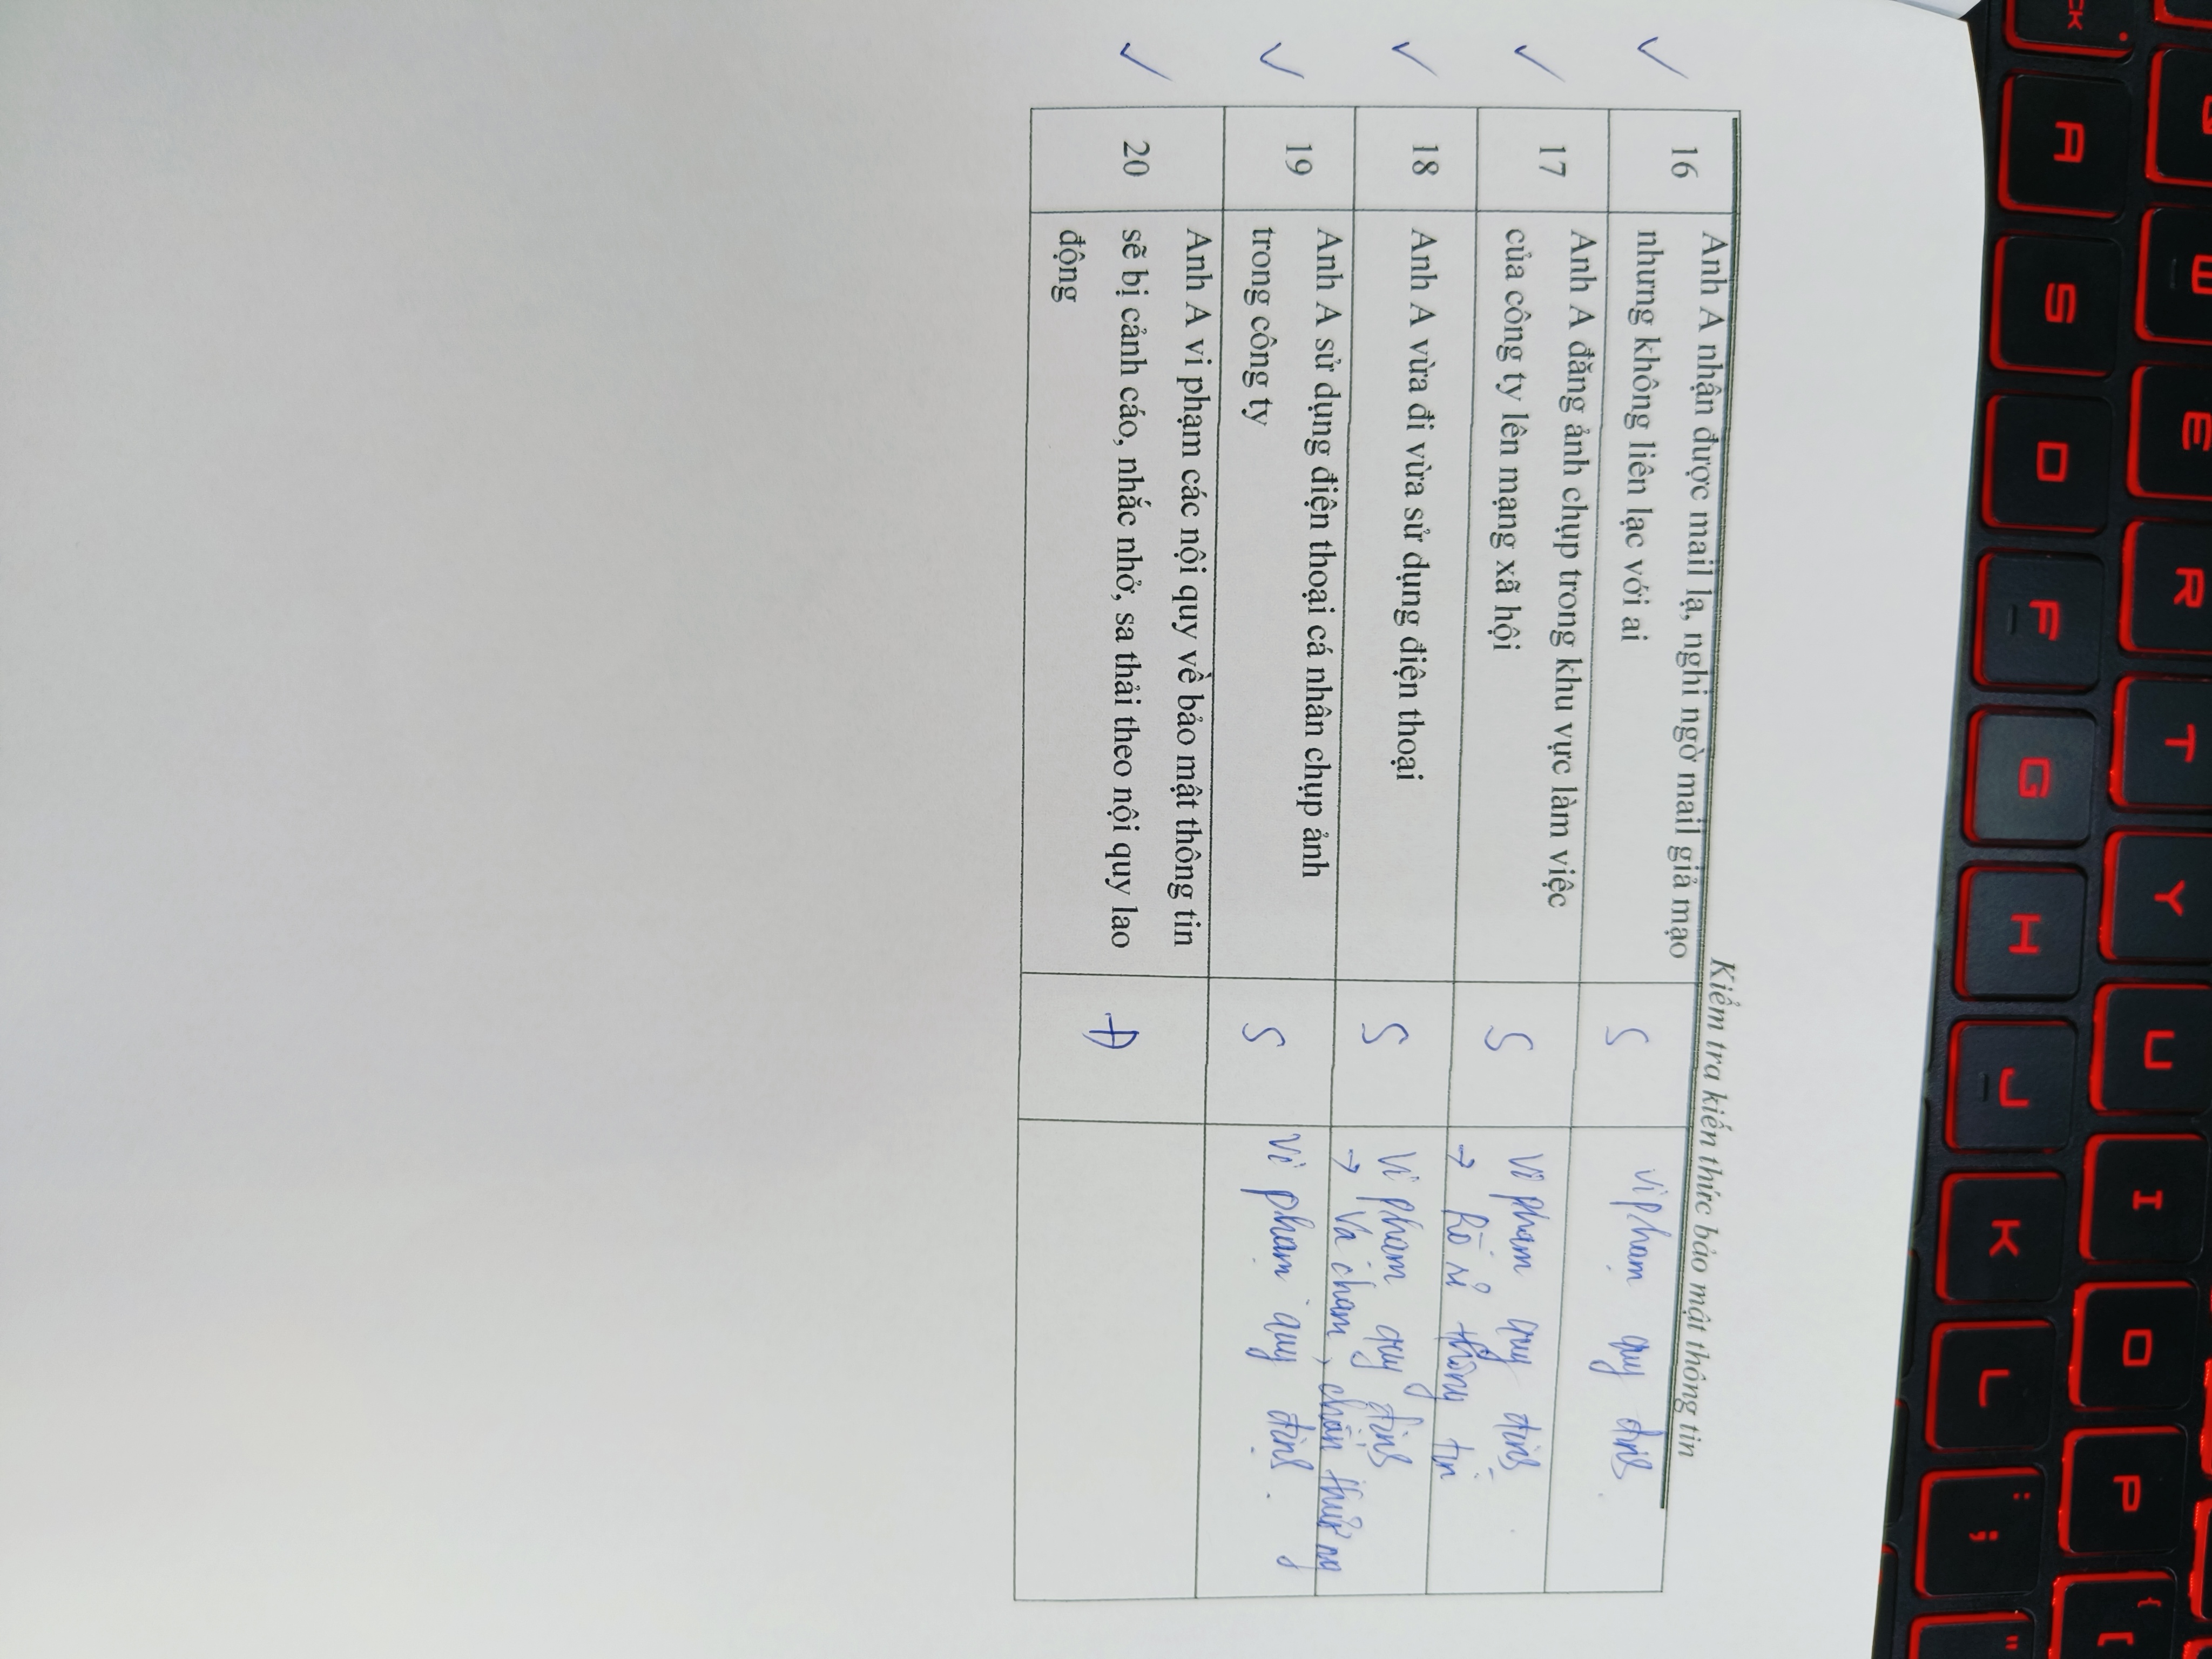 Kiểm tra kiến thức bảo mật thông tin
✓ 16 Anh A nhận được mail lạ, nghi ngờ mail giả mạo
nhưng không liên lạc với ai
S
vi phạm quy định.
✓ 17 Anh A đăng ảnh chụp trong khu vực làm việc
của công ty lên mạng xã hội
S
vi phạm quy định
→ Rò rỉ thông tin
✓ 18 Anh A vừa đi vừa sử dụng điện thoại
S
vi phạm quy định
→ Va chạm, chấn thương
✓ 19 Anh A sử dụng điện thoại cá nhân chụp ảnh
trong công ty
S
vi phạm quy định.
✓ 20 Anh A vi phạm các nội quy về bảo mật thông tin
sẽ bị cảnh cáo, nhắc nhở, sa thải theo nội quy lao
động
Đ
CK
A S D F G H J K L : ;
E R T Y U I O P { [
"